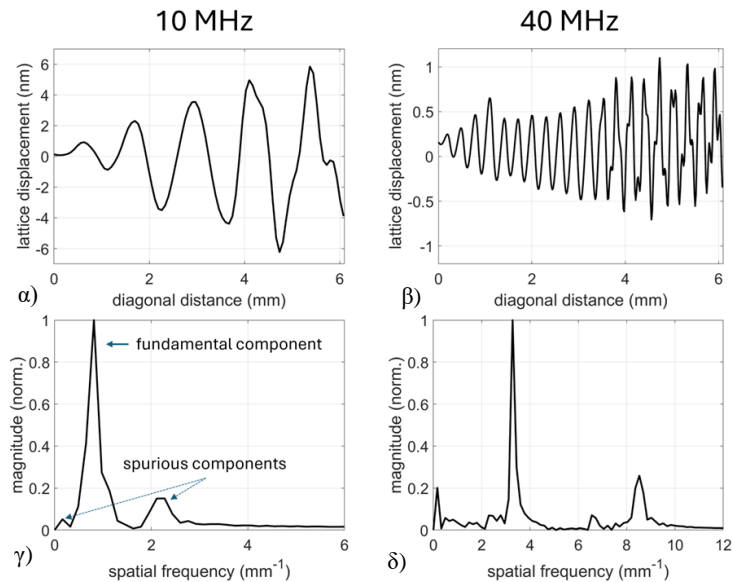 10 MHz 40 MHz
lattice displacement (nm)
6
4
2
0
-2
-4
-6
0 2 4 6
diagonal distance (mm)
α)
lattice displacement (nm)
1
0.5
0
-0.5
-1
0 2 4 6
diagonal distance (mm)
β)
magnitude (norm.)
1
0.8
0.6
0.4
0.2
0
fundamental component
spurious components
0 2 4 6
spatial frequency (mm⁻¹)
γ)
magnitude (norm.)
1
0.8
0.6
0.4
0.2
0
0 2 4 6 8 10 12
spatial frequency (mm⁻¹)
δ)